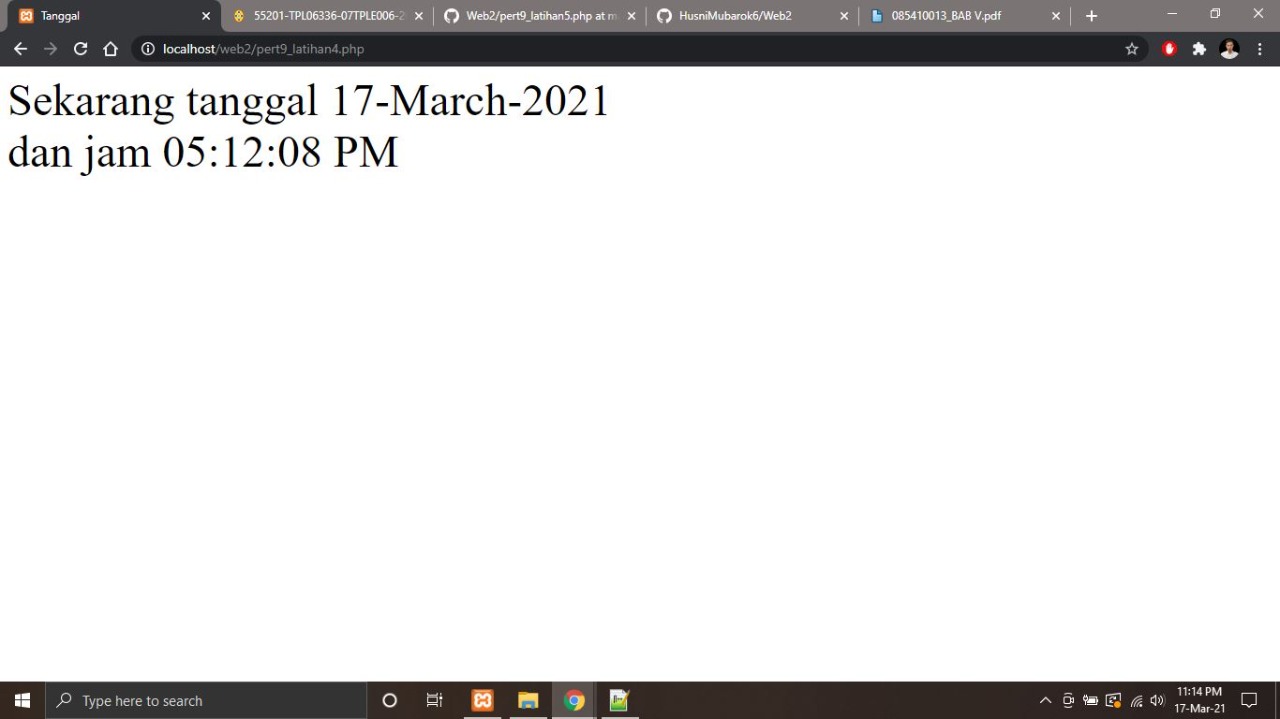 Tanggal
55201-TPL06336-07TPLE006-2
Web2/pert9_latihan5.php at m
HusniMubarok6/Web2
085410013_BAB V.pdf
localhost/web2/pert9_latihan4.php
Sekarang tanggal 17-March-2021
dan jam 05:12:08 PM
Type here to search
11:14 PM
17-Mar-21